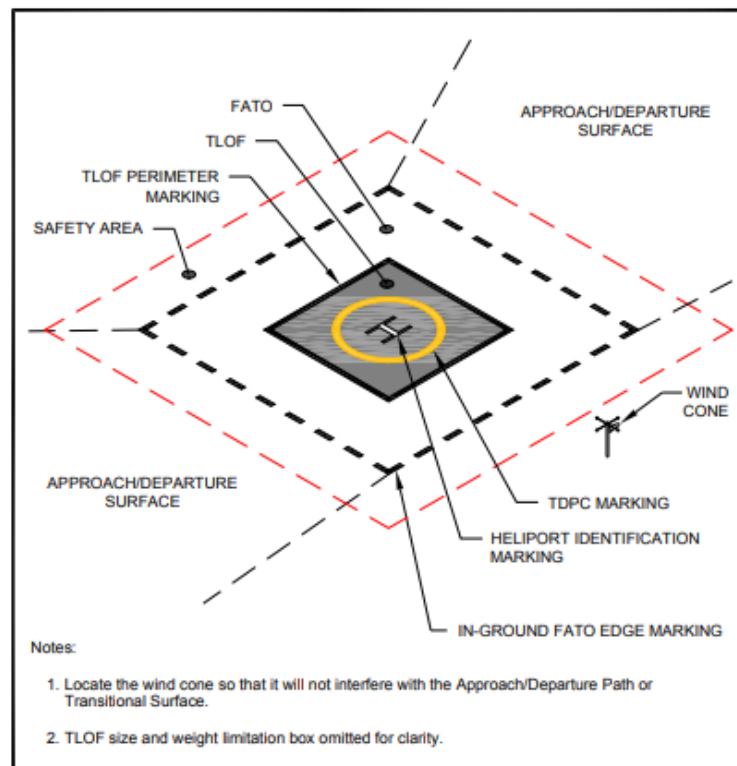 FATO
APPROACH/DEPARTURE
SURFACE
TLOF
TLOF PERIMETER
MARKING
SAFETY AREA
H
WIND
CONE
APPROACH/DEPARTURE
SURFACE
TDPC MARKING
HELIPORT IDENTIFICATION
MARKING
IN-GROUND FATO EDGE MARKING
Notes:
1. Locate the wind cone so that it will not interfere with the Approach/Departure Path or
Transitional Surface.
2. TLOF size and weight limitation box omitted for clarity.